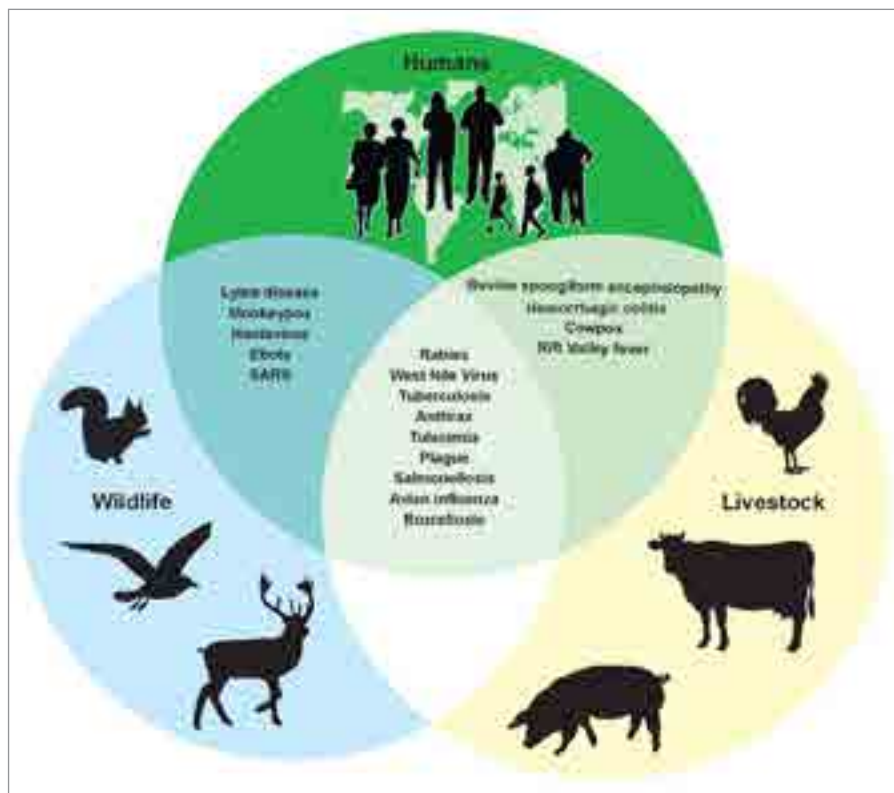 Humans
Lyme disease
Monkeypox
Hantavirus
Ebola
SARS
Bovine spongiform encephalopathy
Hemorrhagic colitis
Cowpox
Rift Valley fever
Rabies
West Nile Virus
Tuberculosis
Anthrax
Tularemia
Plague
Salmonellosis
Avian influenza
Wildlife
Livestock